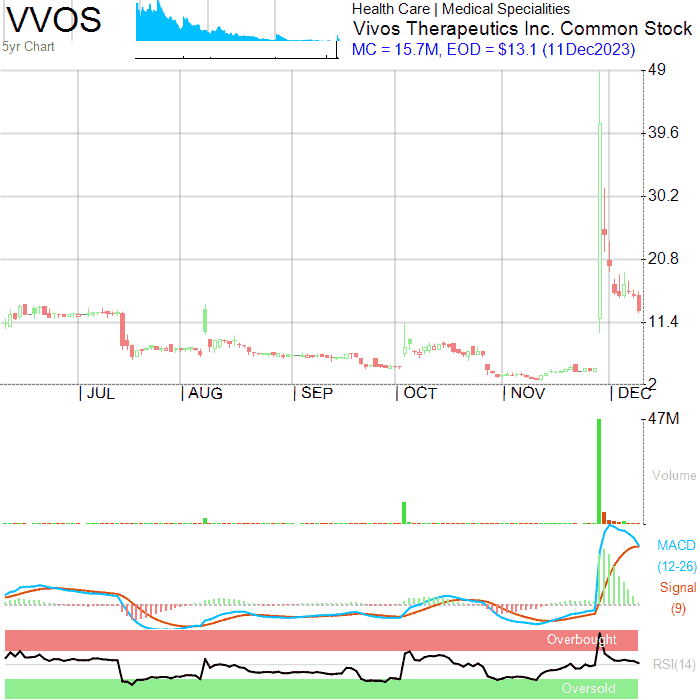 VVOS
5yr Chart
Health Care | Medical Specialities
Vivos Therapeutics Inc. Common Stock
MC = 15.7M, EOD = $13.1 (11Dec2023)
49
39.6
30.2
20.8
11.4
2
JUL
AUG
SEP
OCT
NOV
DEC
47M
Volume
MACD
(12-26)
Signal
(9)
Overbought
RSI(14)
Oversold